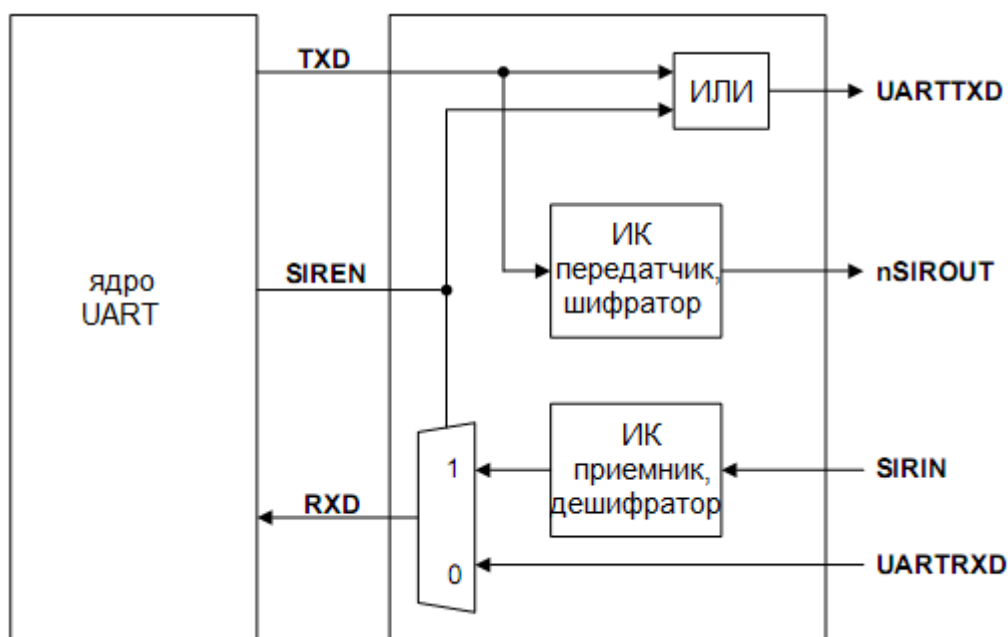 TXD
ИЛИ
UARTTXD
ИК
передатчик,
шифратор
nSIROUT
ядро
UART
SIREN
ИК
приемник,
дешифратор
SIRIN
1
RXD
0
UARTRXD